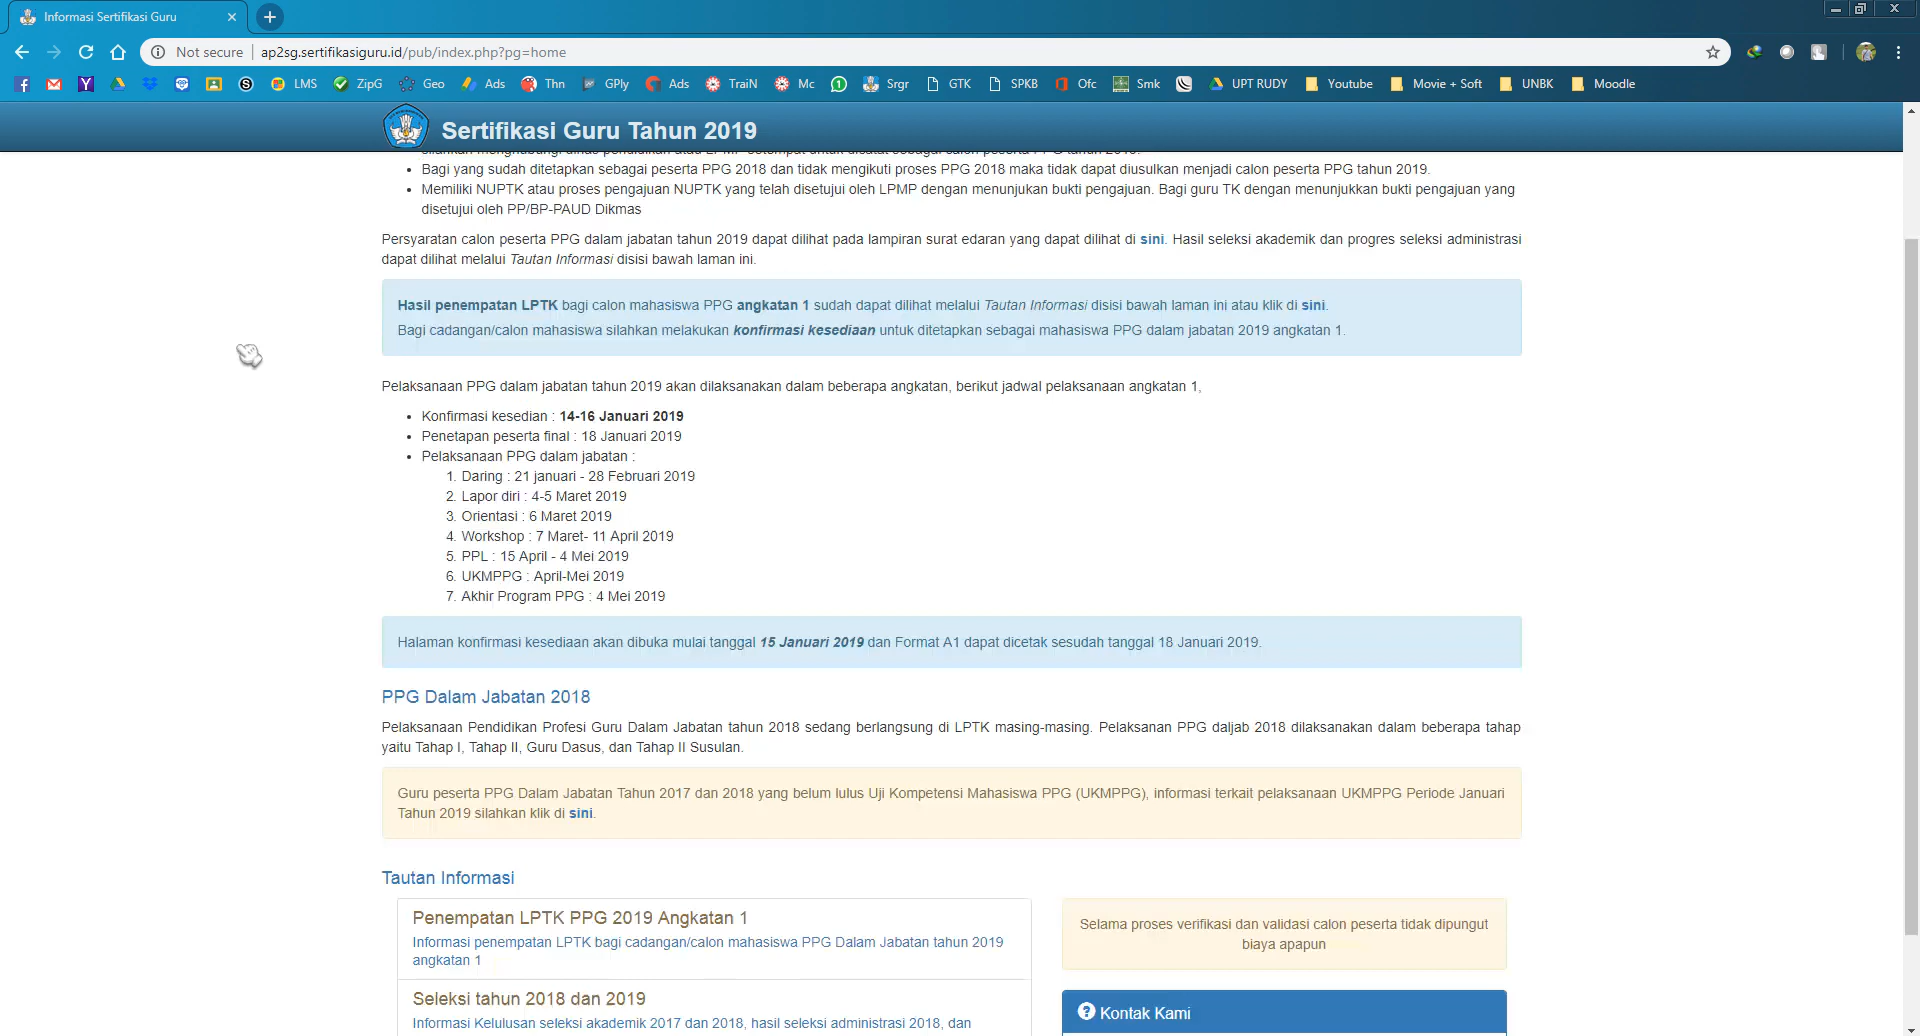 Informasi Sertifikasi Guru
Not secure | ap2sg.sertifikasiguru.id/pub/index.php?pg=home
LMS ZipG Geo Ads Thn GPly Ads TraiN Mc 1 Srgr GTK SPKB Ofc Smk UPT RUDY Youtube Movie + Soft UNBK Moodle
Sertifikasi Guru Tahun 2019
silahkan menghubungi dinas pendidikan atau LPMP setempat untuk dicatat sebagai calon peserta PPG tahun 2019.
• Bagi yang sudah ditetapkan sebagai peserta PPG 2018 dan tidak mengikuti proses PPG 2018 maka tidak dapat diusulkan menjadi calon peserta PPG tahun 2019.
• Memiliki NUPTK atau proses pengajuan NUPTK yang telah disetujui oleh LPMP dengan menunjukan bukti pengajuan. Bagi guru TK dengan menunjukkan bukti pengajuan yang
disetujui oleh PP/BP-PAUD Dikmas
Persyaratan calon peserta PPG dalam jabatan tahun 2019 dapat dilihat pada lampiran surat edaran yang dapat dilihat di sini. Hasil seleksi akademik dan progres seleksi administrasi
dapat dilihat melalui Tautan Informasi disisi bawah laman ini.
Hasil penempatan LPTK bagi calon mahasiswa PPG angkatan 1 sudah dapat dilihat melalui Tautan Informasi disisi bawah laman ini atau klik di sini.
Bagi cadangan/calon mahasiswa silahkan melakukan konfirmasi kesediaan untuk ditetapkan sebagai mahasiswa PPG dalam jabatan 2019 angkatan 1.
Pelaksanaan PPG dalam jabatan tahun 2019 akan dilaksanakan dalam beberapa angkatan, berikut jadwal pelaksanaan angkatan 1,
• Konfirmasi kesedian : 14-16 Januari 2019
• Penetapan peserta final : 18 Januari 2019
• Pelaksanaan PPG dalam jabatan :
1. Daring : 21 januari - 28 Februari 2019
2. Lapor diri : 4-5 Maret 2019
3. Orientasi : 6 Maret 2019
4. Workshop : 7 Maret- 11 April 2019
5. PPL : 15 April - 4 Mei 2019
6. UKMPPG : April-Mei 2019
7. Akhir Program PPG : 4 Mei 2019
Halaman konfirmasi kesediaan akan dibuka mulai tanggal 15 Januari 2019 dan Format A1 dapat dicetak sesudah tanggal 18 Januari 2019.
PPG Dalam Jabatan 2018
Pelaksanaan Pendidikan Profesi Guru Dalam Jabatan tahun 2018 sedang berlangsung di LPTK masing-masing. Pelaksanan PPG daljab 2018 dilaksanakan dalam beberapa tahap
yaitu Tahap I, Tahap II, Guru Dasus, dan Tahap II Susulan.
Guru peserta PPG Dalam Jabatan Tahun 2017 dan 2018 yang belum lulus Uji Kompetensi Mahasiswa PPG (UKMPPG), informasi terkait pelaksanaan UKMPPG Periode Januari
Tahun 2019 silahkan klik di sini.
Tautan Informasi
Penempatan LPTK PPG 2019 Angkatan 1
Informasi penempatan LPTK bagi cadangan/calon mahasiswa PPG Dalam Jabatan tahun 2019
angkatan 1
Seleksi tahun 2018 dan 2019
Informasi Kelulusan seleksi akademik 2017 dan 2018, hasil seleksi administrasi 2018, dan
Selama proses verifikasi dan validasi calon peserta tidak dipungut
biaya apapun
Kontak Kami